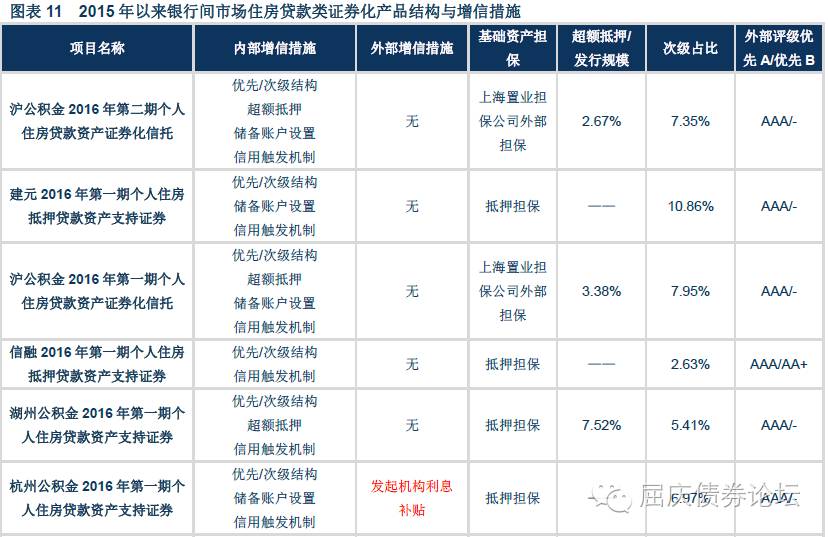 图表 11 2015 年以来银行间市场住房贷款类证券化产品结构与增信措施
项目名称 内部增信措施 外部增信措施 基础资产担保 超额抵押/发行规模 次级占比 外部评级优先 A/优先 B
沪公积金 2016 年第二期个人
住房贷款资产证券化信托
优先/次级结构
超额抵押
储备账户设置
信用触发机制
无
上海置业担
保公司外部
担保
2.67%
7.35%
AAA/-
建元 2016 年第一期个人住房
抵押贷款资产支持证券
优先/次级结构
储备账户设置
信用触发机制
无
抵押担保
——
10.86%
AAA/-
沪公积金 2016 年第一期个人
住房贷款资产证券化信托
优先/次级结构
超额抵押
储备账户设置
信用触发机制
无
上海置业担
保公司外部
担保
3.38%
7.95%
AAA/-
信融 2016 年第一期个人住房
抵押贷款资产支持证券
优先/次级结构
信用触发机制
无
抵押担保
——
2.63%
AAA/AA+
湖州公积金 2016 年第一期个
人住房贷款资产支持证券
优先/次级结构
超额抵押
信用触发机制
无
抵押担保
7.52%
5.41%
AAA/-
杭州公积金 2016 年第一期个
人住房贷款资产支持证券
优先/次级结构
储备账户设置
信用触发机制
发起机构利息
补贴
抵押担保
6.97%
AAA/-
屈庆债券论坛